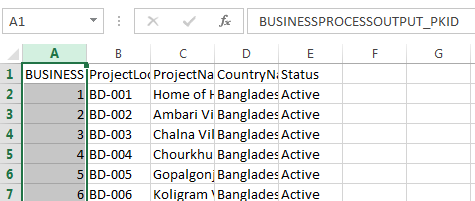 A1 BUSINESSPROCESSOUTPUT_PKID
A B C D E F G
1 BUSINESS ProjectLoc ProjectNa CountryNa Status
2 1 BD-001 Home of H Banglades Active
3 2 BD-002 Ambari Vi Banglades Active
4 3 BD-003 Chalna Vil Banglades Active
5 4 BD-004 Chourkhu Banglades Active
6 5 BD-005 Gopalgonj Banglades Active
7 6 BD-006 Koligram V Banglades Active